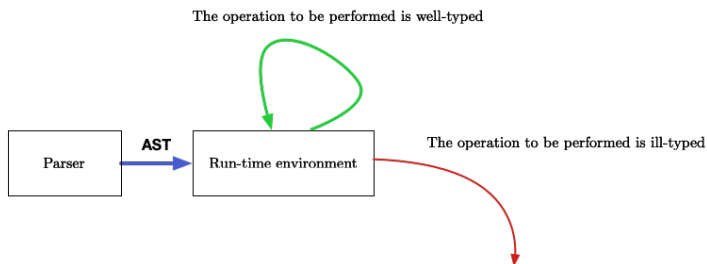 The operation to be performed is well-typed
AST
The operation to be performed is ill-typed
Parser
Run-time environment